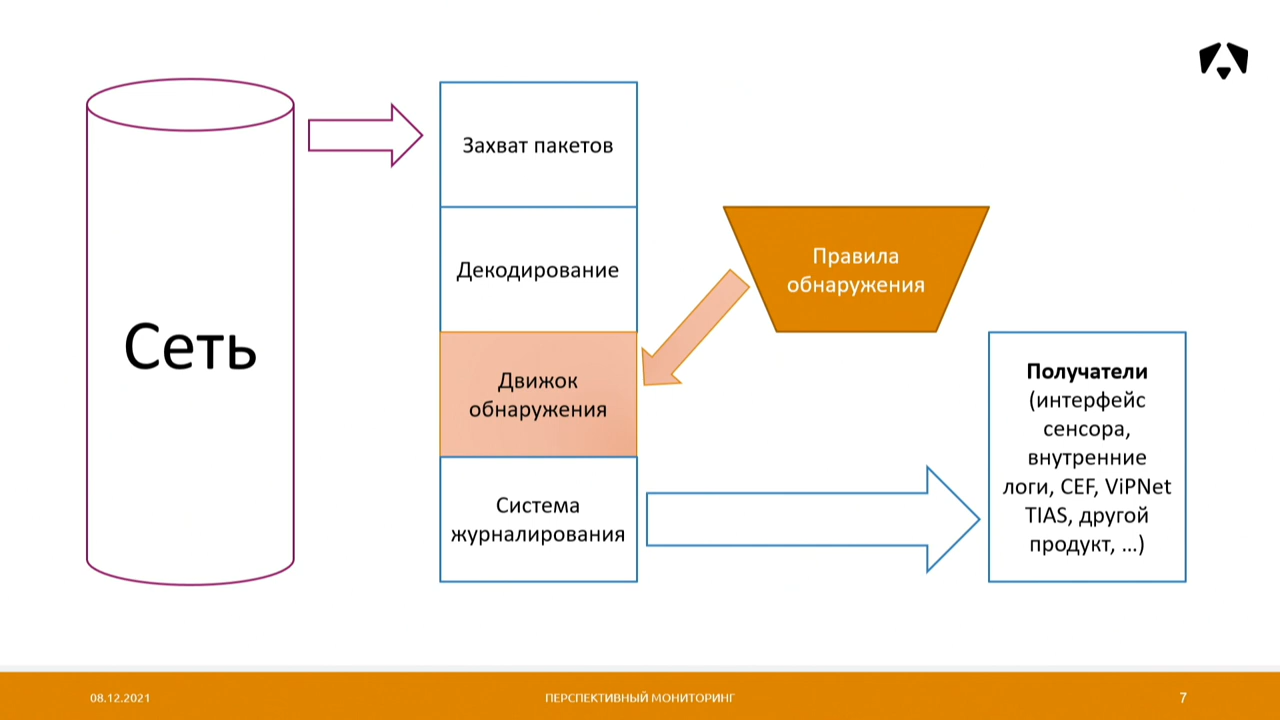 Сеть
Захват пакетов
Декодирование
Движок
обнаружения
Система
журналирования
Правила
обнаружения
Получатели
(интерфейс
сенсора,
внутренние
логи, CEF, ViPNet
TIAS, другой
продукт, …)
08.12.2021
ПЕРСПЕКТИВНЫЙ МОНИТОРИНГ
7